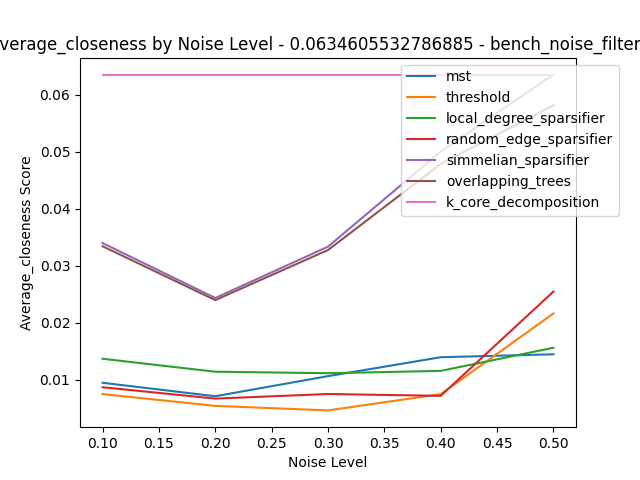 verage_closeness by Noise Level - 0.0634605532786885 - bench_noise_filter
mst
threshold
local_degree_sparsifier
random_edge_sparsifier
simmelian_sparsifier
overlapping_trees
k_core_decomposition
Average_closeness Score
0.06
0.05
0.04
0.03
0.02
0.01
0.10 0.15 0.20 0.25 0.30 0.35 0.40 0.45 0.50
Noise Level